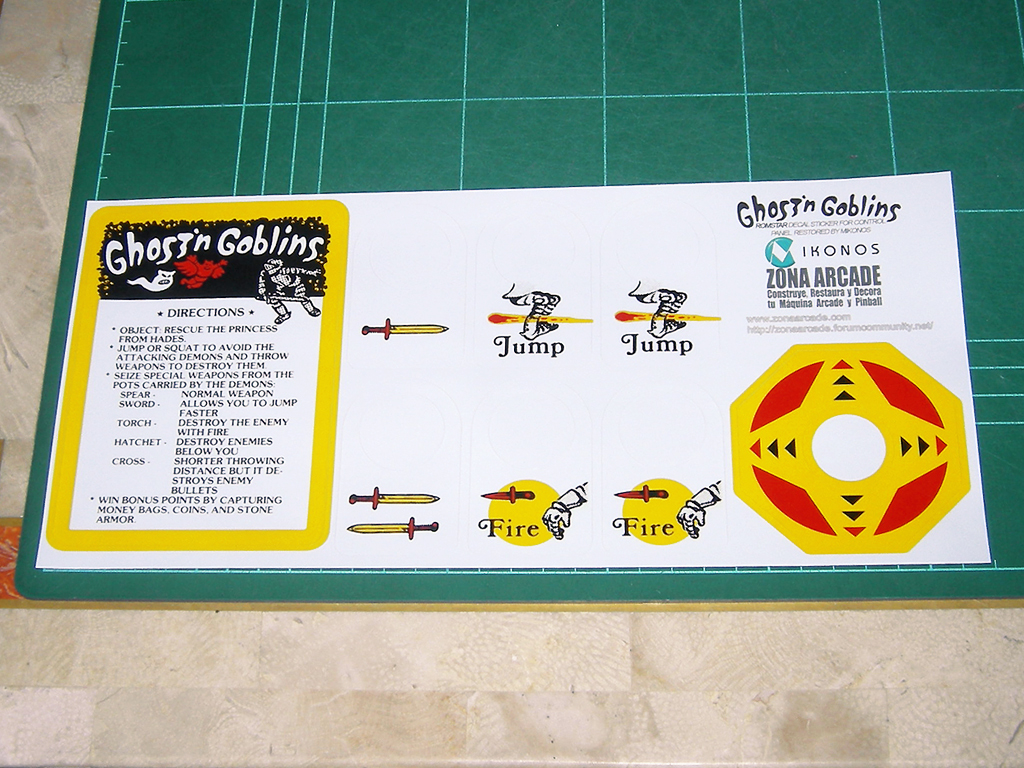 Ghosts'n Goblins
★ DIRECTIONS ★
* OBJECT: RESCUE THE PRINCESS
FROM HADES.
* JUMP OR SQUAT TO AVOID THE
ATTACKING DEMONS AND THROW
WEAPONS TO DESTROY THEM
* SEIZE SPECIAL WEAPONS FROM THE
POTS CARRIED BY THE DEMONS:
SPEAR - NORMAL WEAPON
SWORD - ALLOWS YOU TO JUMP
FASTER
TORCH - DESTROY THE ENEMY
WITH FIRE
HATCHET - DESTROY ENEMIES
BELOW YOU
CROSS - SHORTER THROWING
DISTANCE BUT IT DE-
STROYS ENEMY
BULLETS
* WIN BONUS POINTS BY CAPTURING
MONEY BAGS, COINS, AND STONE
ARMOR.
Jump
Jump
Fire
Fire
Ghosts'n Goblins
ROMSTAR DECAL STICKER FOR CONTROL
PANEL RESTORED BY MIKONOS
IKONOS
ZONA ARCADE
Construye, Restaura y Decora
tu Máquina Arcade y Pinball
www.zonaarcade.com
http://zonaarcade.forumcommunity.net/